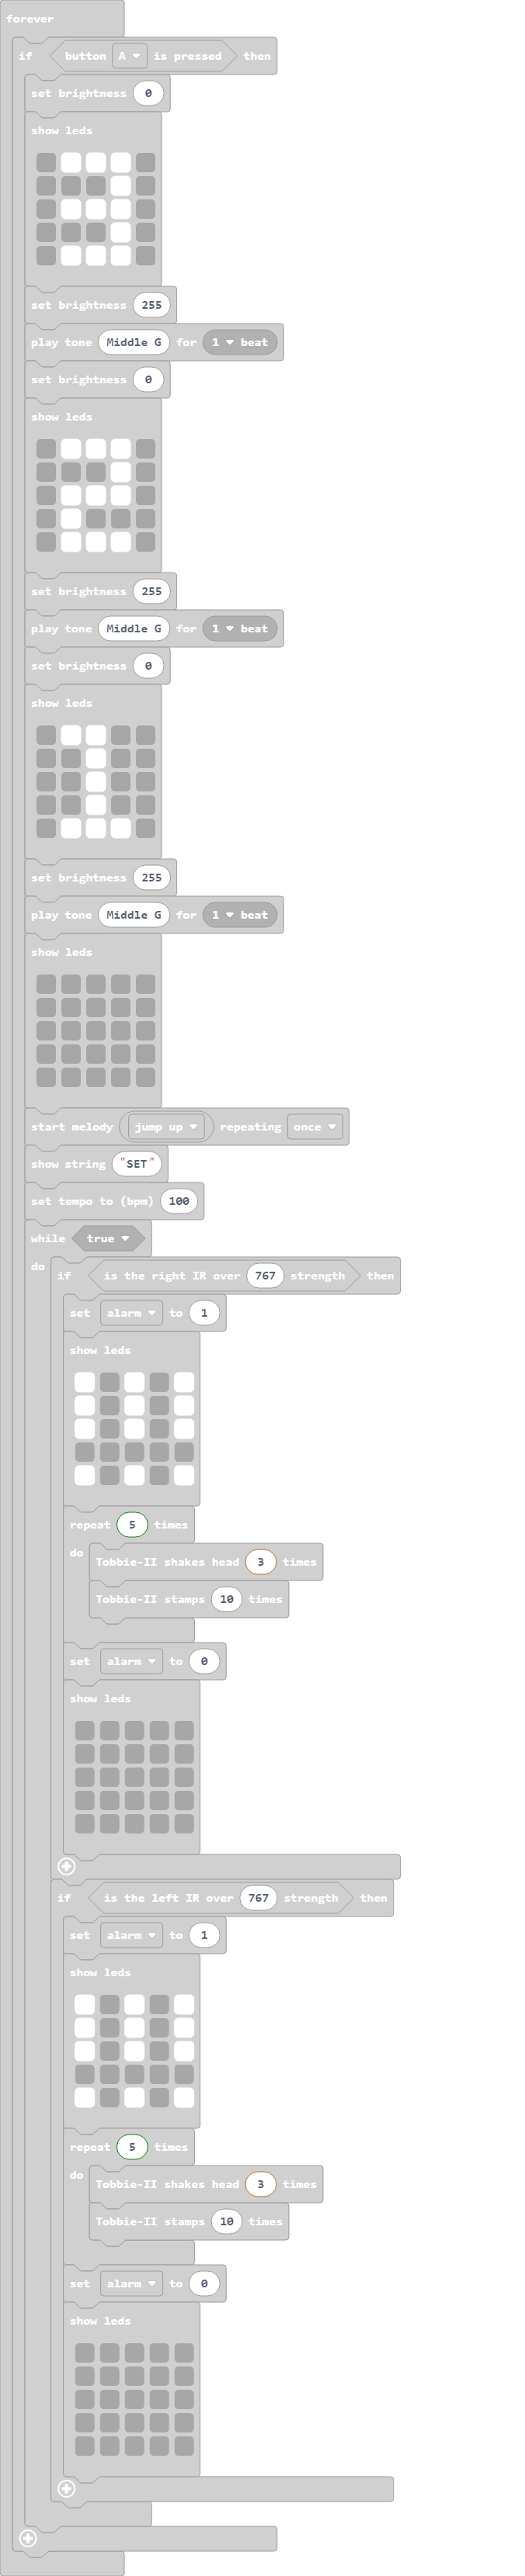 forever
if button A is pressed then
set brightness 0
show leds
set brightness 255
play tone Middle G for 1 beat
set brightness 0
show leds
set brightness 255
play tone Middle G for 1 beat
set brightness 0
show leds
set brightness 255
play tone Middle G for 1 beat
show leds
start melody jump up repeating once
show string "SET"
set tempo to (bpm) 100
while true
do
if is the right IR over 767 strength then
set alarm to 1
show leds
repeat 5 times
do
Tobbie-II shakes head 3 times
Tobbie-II stamps 10 times
set alarm to 0
show leds
if is the left IR over 767 strength then
set alarm to 1
show leds
repeat 5 times
do
Tobbie-II shakes head 3 times
Tobbie-II stamps 10 times
set alarm to 0
show leds